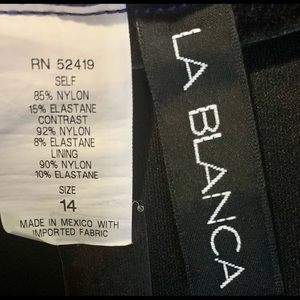 RN 52419
SELF
85% NYLON
15% ELASTANE
CONTRAST
92% NYLON
8% ELASTANE
LINING
90% NYLON
10% ELASTANE
SIZE
14
MADE IN MEXICO WITH
IMPORTED FABRIC
LA BLANCA